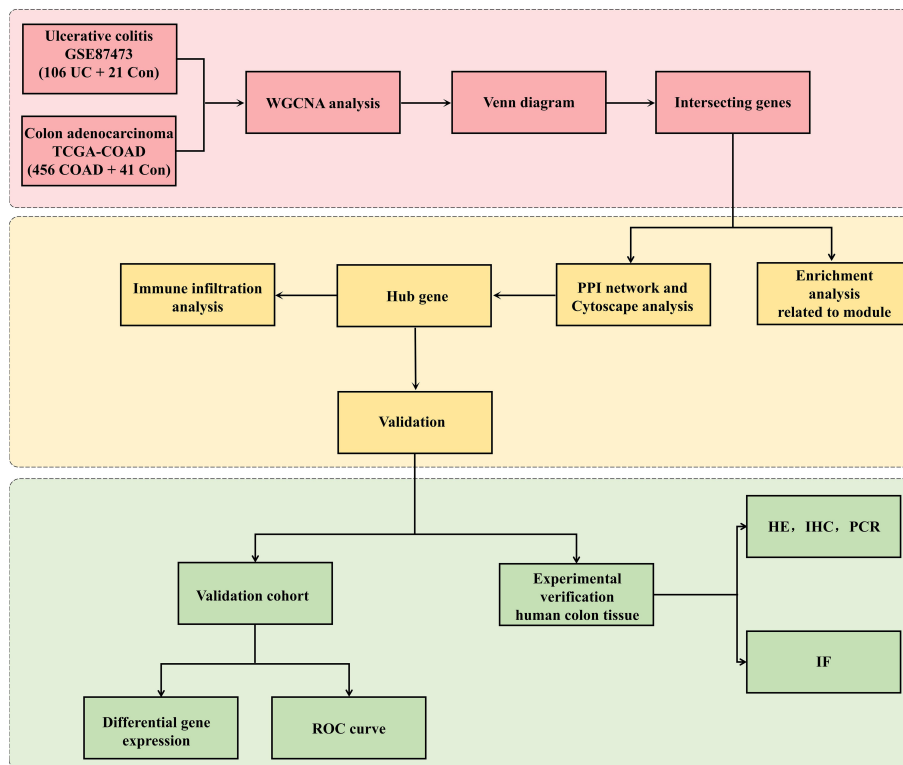 Ulcerative colitis
GSE87473
(106 UC + 21 Con)
WGCNA analysis
Venn diagram
Intersecting genes
Colon adenocarcinoma
TCGA-COAD
(456 COAD + 41 Con)
Immune infiltration
analysis
Hub gene
PPI network and
Cytoscape analysis
Enrichment
analysis
related to module
Validation
HE，IHC，PCR
Validation cohort
Experimental
verification
human colon tissue
IF
Differential gene
expression
ROC curve